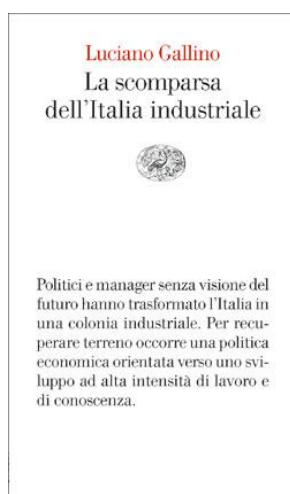 Luciano Gallino
La scomparsa
dell'Italia industriale
Politici e manager senza visione del
futuro hanno trasformato l'Italia in
una colonia industriale. Per recu-
perare terreno occorre una politica
economica orientata verso uno svi-
luppo ad alta intensità di lavoro e
di conoscenza.